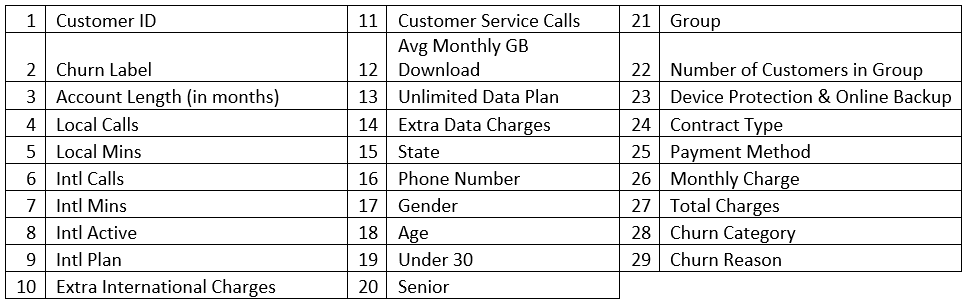 1 Customer ID 11 Customer Service Calls 21 Group
Avg Monthly GB
2 Churn Label 12 Download 22 Number of Customers in Group
3 Account Length (in months) 13 Unlimited Data Plan 23 Device Protection & Online Backup
4 Local Calls 14 Extra Data Charges 24 Contract Type
5 Local Mins 15 State 25 Payment Method
6 Intl Calls 16 Phone Number 26 Monthly Charge
7 Intl Mins 17 Gender 27 Total Charges
8 Intl Active 18 Age 28 Churn Category
9 Intl Plan 19 Under 30 29 Churn Reason
10 Extra International Charges 20 Senior